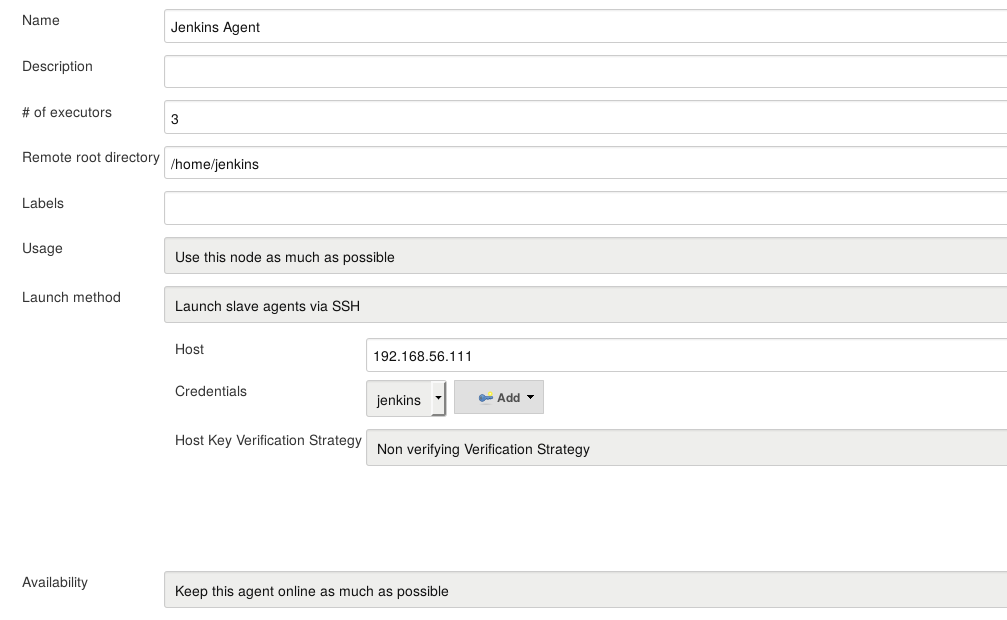 Name
Jenkins Agent
Description
# of executors
3
Remote root directory
/home/jenkins
Labels
Usage
Use this node as much as possible
Launch method
Launch slave agents via SSH
Host
192.168.56.111
Credentials
jenkins
Add
Host Key Verification Strategy
Non verifying Verification Strategy
Availability
Keep this agent online as much as possible